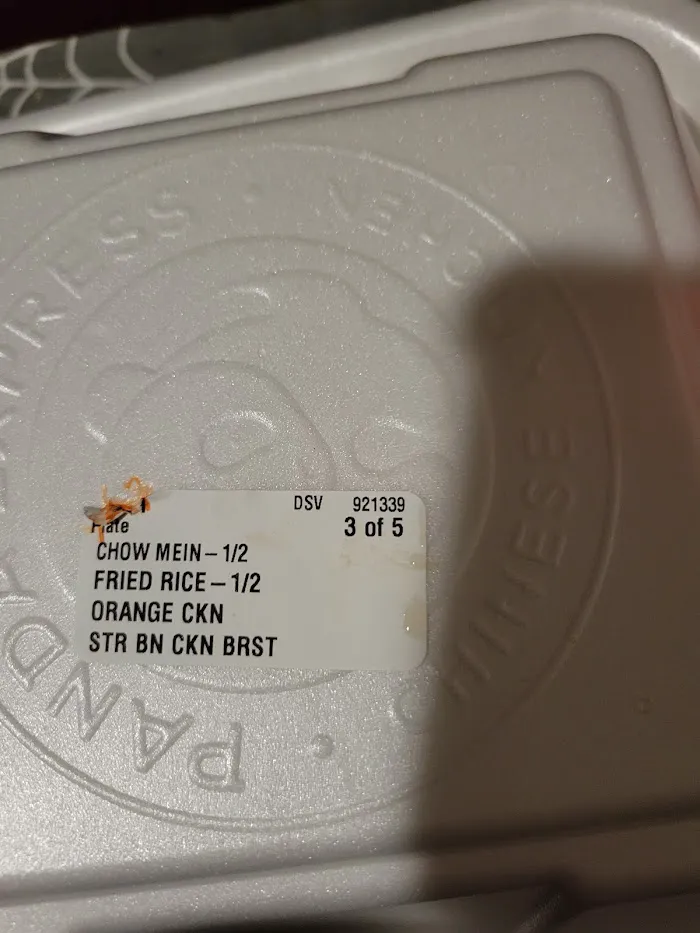 PANDA EXPRESS · CHINESE KITCHEN ·
DSV 921339
Plate 3 of 5
CHOW MEIN – 1/2
FRIED RICE – 1/2
ORANGE CKN
STR BN CKN BRST